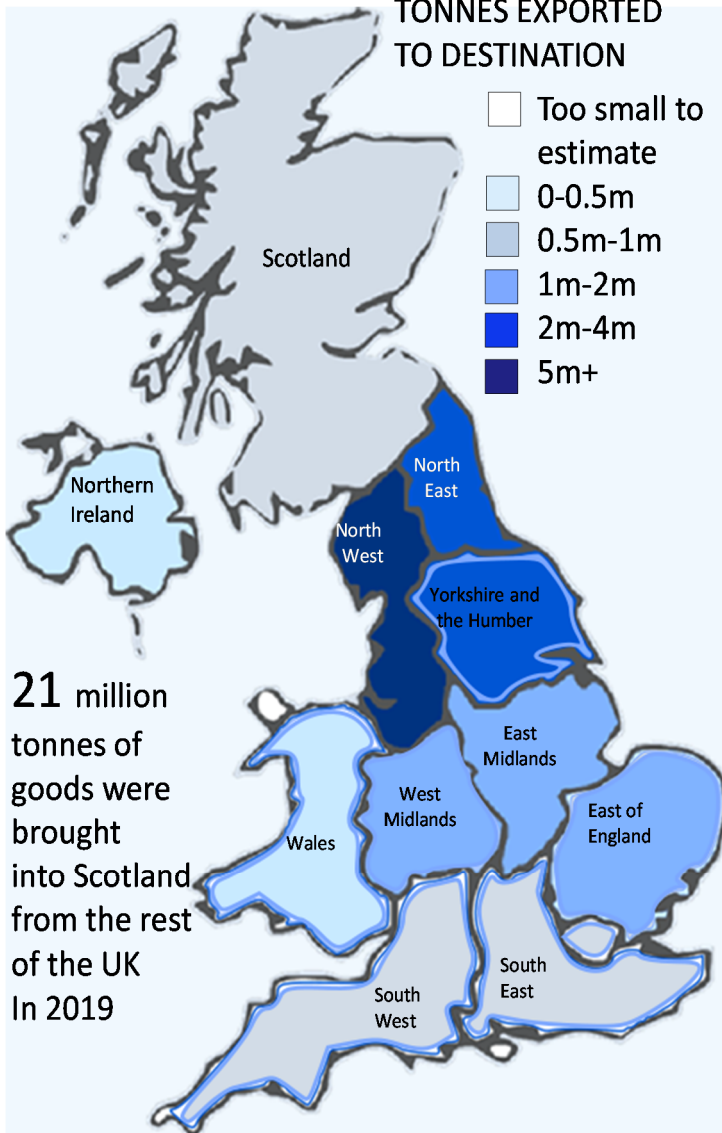 TONNES EXPORTED
TO DESTINATION
Too small to
estimate
0-0.5m
0.5m-1m
1m-2m
2m-4m
5m+
Scotland
North
East
Northern
Ireland
North
West
Yorkshire and
the Humber
21 million
tonnes of
goods were
brought
into Scotland
from the rest
of the UK
In 2019
East
Midlands
West
Midlands
East of
England
Wales
South
East
South
West